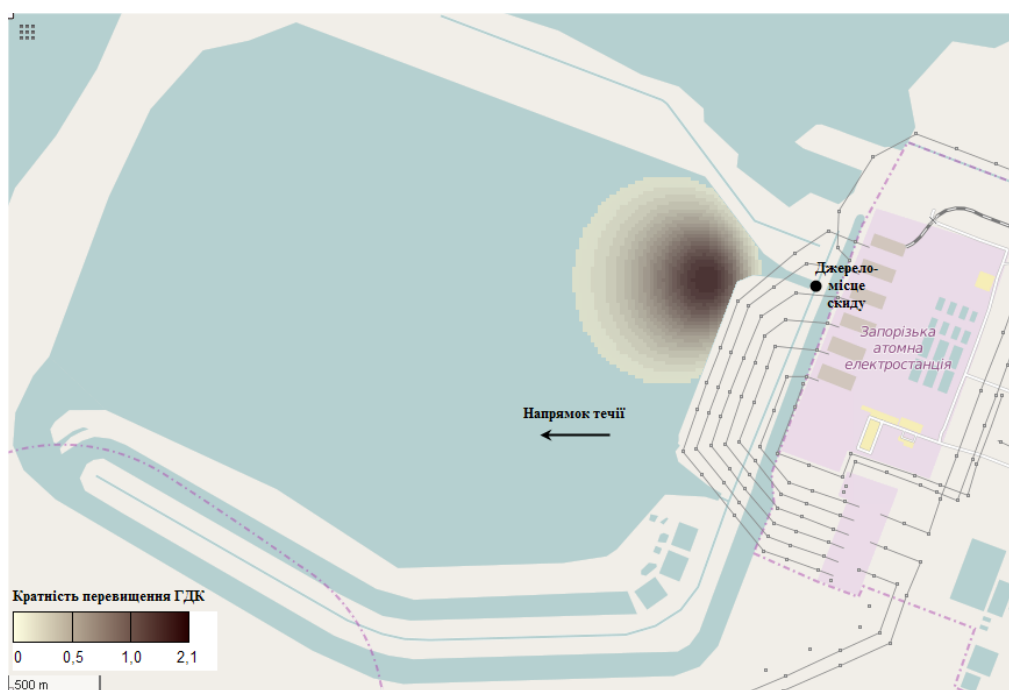 Джерело-
місце
скиду
Запорізька
атомна
електростанція
Напрямок течії
Кратність перевищення ГДК
0 0,5 1,0 2,1
500 m